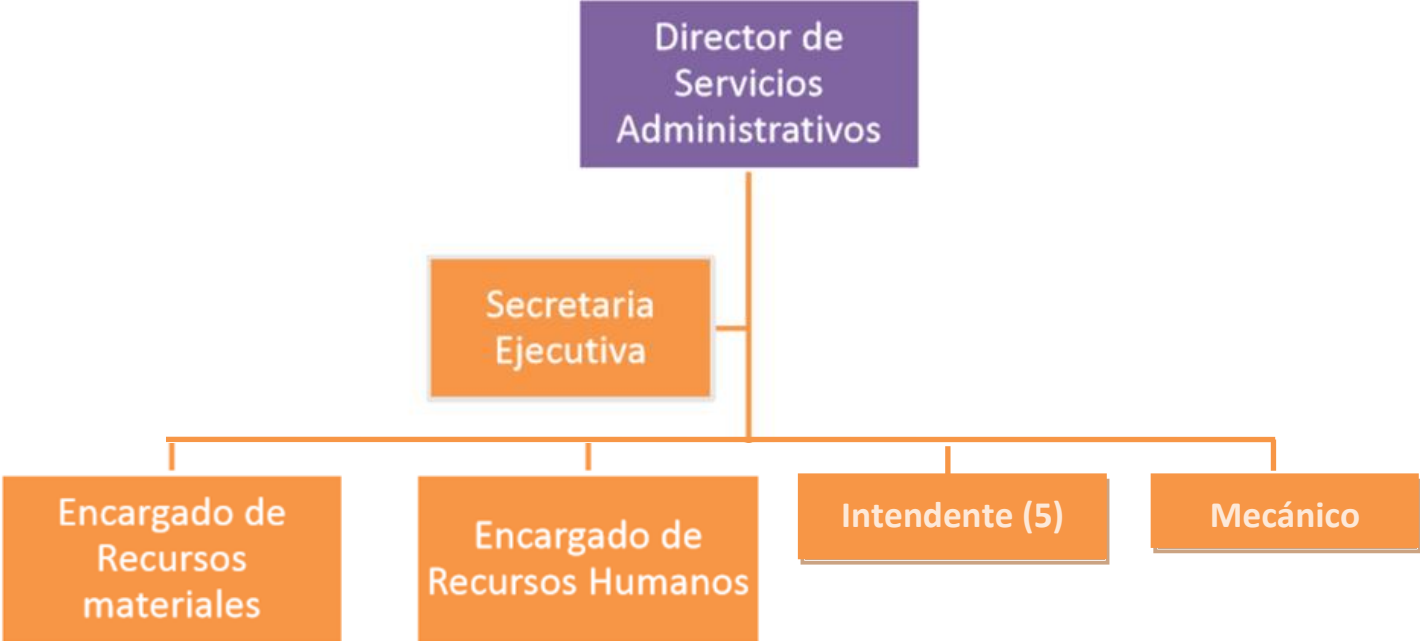 Director de
Servicios
Administrativos
Secretaria
Ejecutiva
Encargado de
Recursos
materiales
Encargado de
Recursos Humanos
Intendente (5)
Mecánico